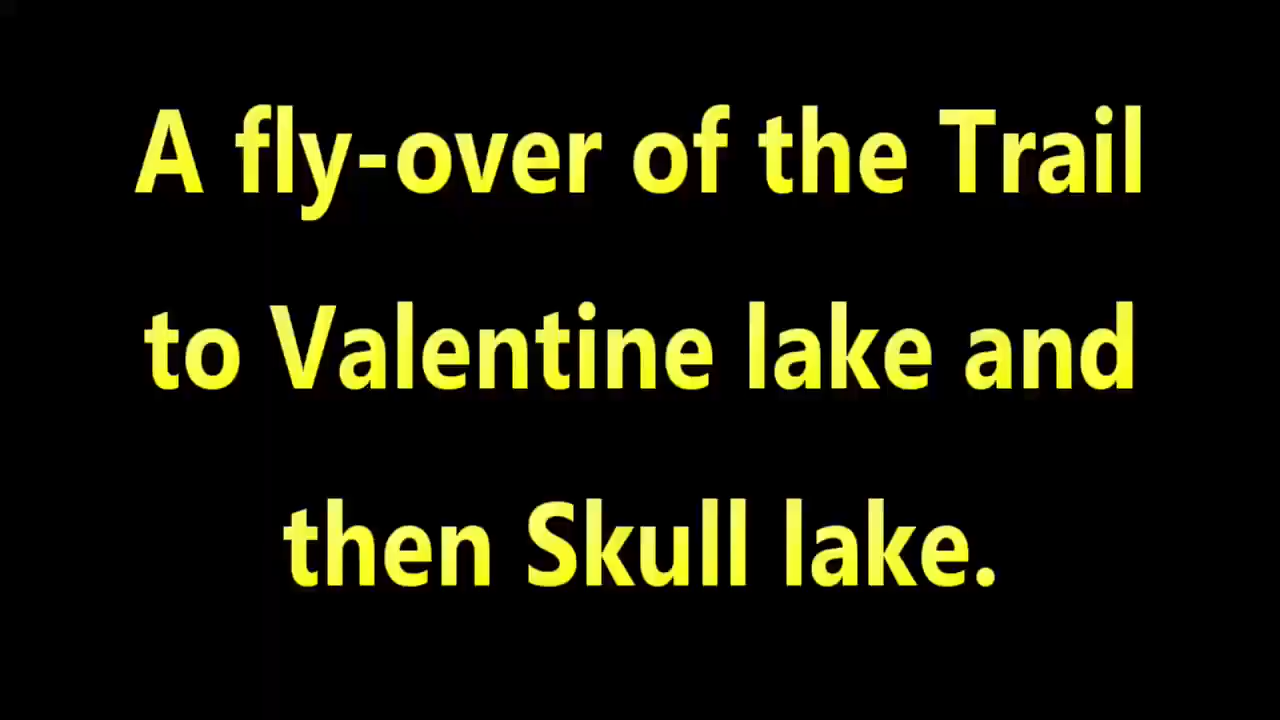 A fly-over of the Trail
to Valentine lake and
then Skull lake.